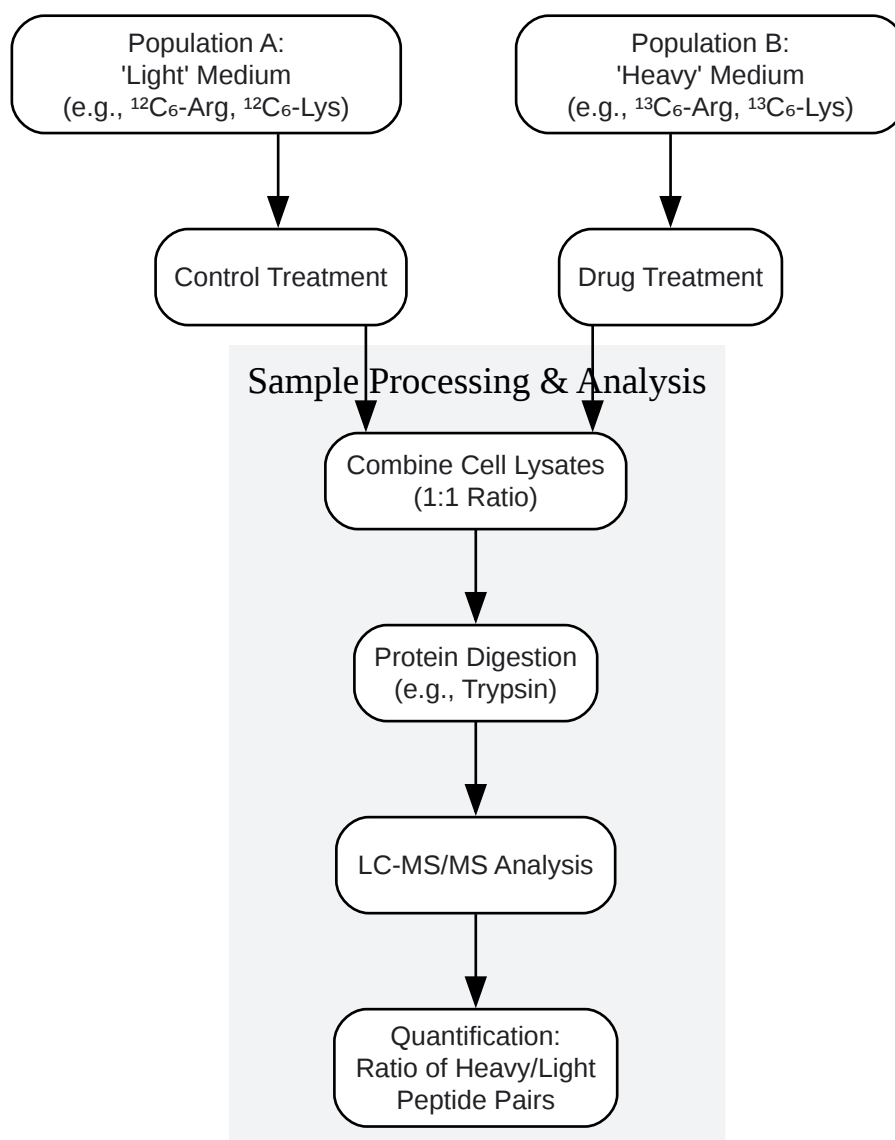 Population A:
'Light' Medium
(e.g., ¹²C₆-Arg, ¹²C₆-Lys)
Population B:
'Heavy' Medium
(e.g., ¹³C₆-Arg, ¹³C₆-Lys)
Control Treatment
Drug Treatment
Sample Processing & Analysis
Combine Cell Lysates
(1:1 Ratio)
Protein Digestion
(e.g., Trypsin)
LC-MS/MS Analysis
Quantification:
Ratio of Heavy/Light
Peptide Pairs